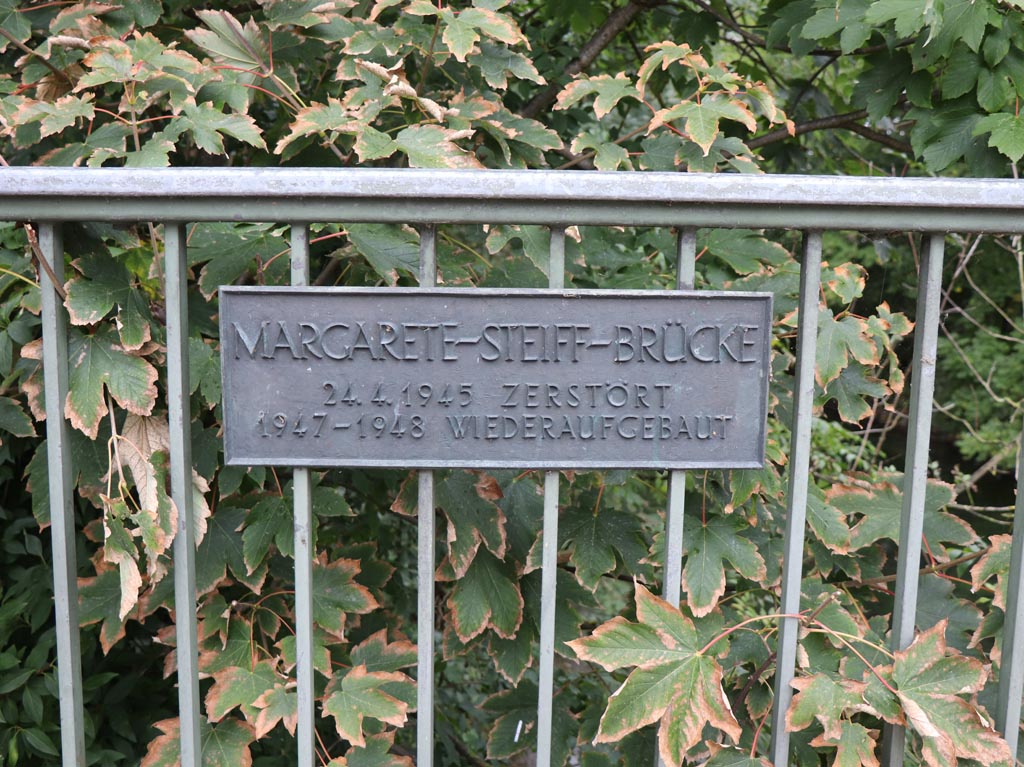 MARGARETE-STEIFF-BRÜCKE
24.4.1945 ZERSTÖRT
1947-1948 WIEDERAUFGEBAUT